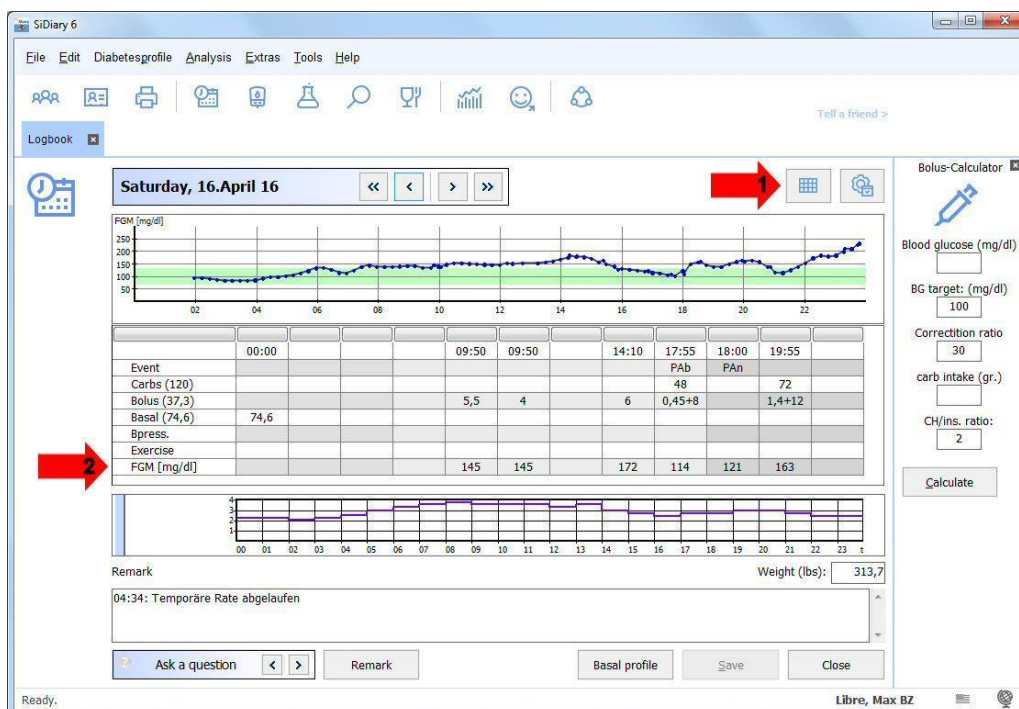 SiDiary 6
File Edit Diabetesprofile Analysis Extras Tools Help
Tell a friend >
Logbook
Saturday, 16.April 16 << < > >>
1
Bolus-Calculator
FGM [mg/dl]
250
200
150
100
50
02 04 06 08 10 12 14 16 18 20 22
Blood glucose (mg/dl)
BG target: (mg/dl)
100
Correctition ratio
30
carb intake (gr.)
CH/ins. ratio:
2
Calculate
00:00 09:50 09:50 14:10 17:55 18:00 19:55
Event PAb PAn
Carbs (120) 48 72
Bolus (37,3) 5,5 4 6 0,45+8 1,4+12
Basal (74,6) 74,6
Bpress.
Exercise
2
FGM [mg/dl] 145 145 172 114 121 163
4
3
2
1
00 01 02 03 04 05 06 07 08 09 10 11 12 13 14 15 16 17 18 19 20 21 22 23 t
Remark Weight (lbs): 313,7
04:34: Temporäre Rate abgelaufen
Ask a question < > Remark Basal profile Save Close
Ready. Libre, Max BZ